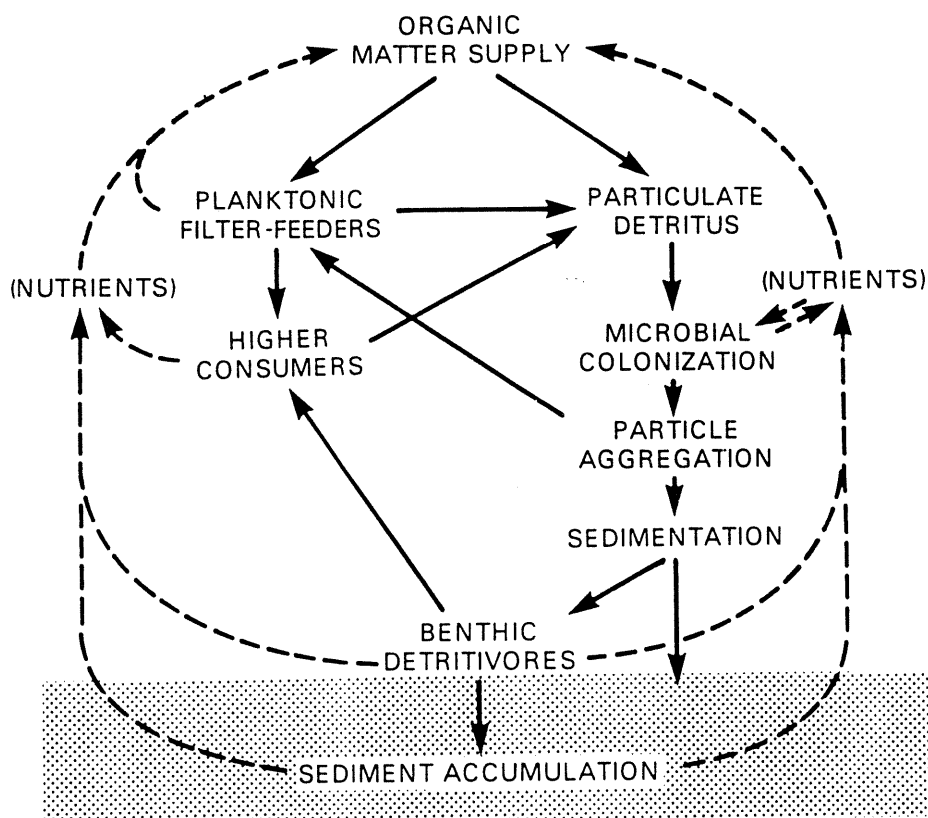 ORGANIC
MATTER SUPPLY
PLANKTONIC
FILTER-FEEDERS
PARTICULATE
DETRITUS
(NUTRIENTS)
(NUTRIENTS)
HIGHER
CONSUMERS
MICROBIAL
COLONIZATION
PARTICLE
AGGREGATION
SEDIMENTATION
BENTHIC
DETRITIVORES
SEDIMENT ACCUMULATION